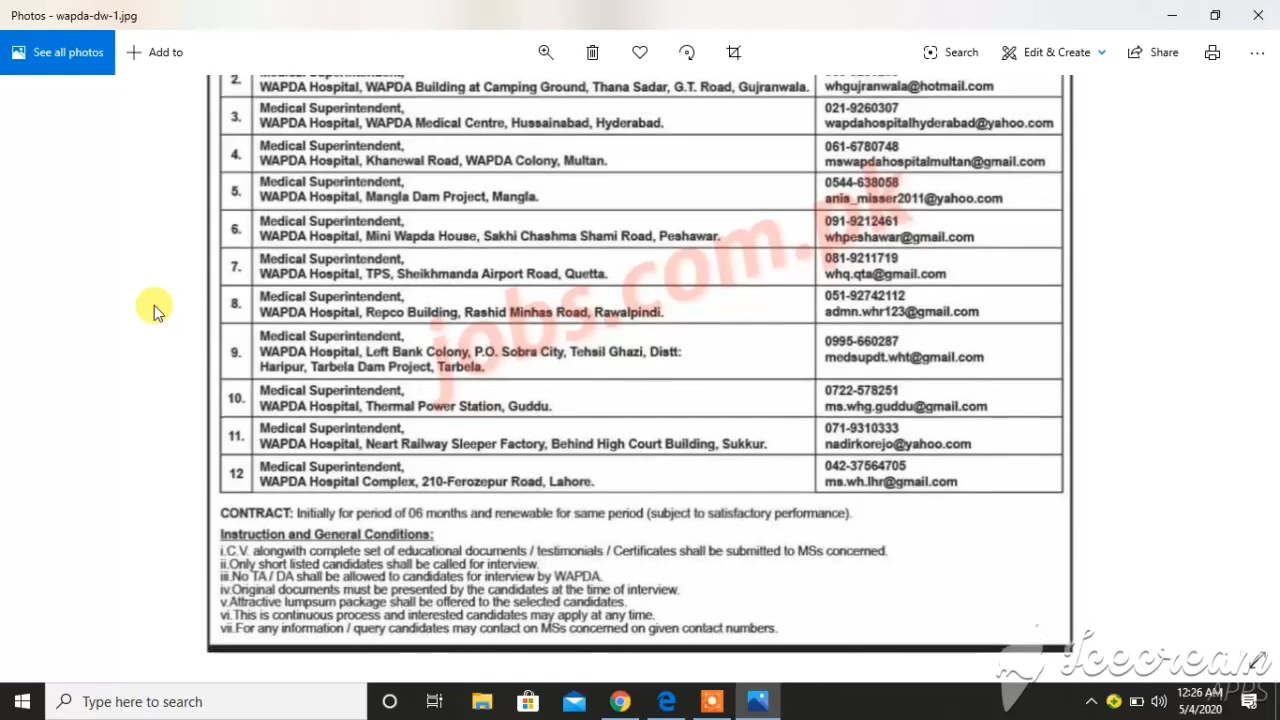 Photos - wapda-dw-1.jpg
See all photos
Add to
Search
Edit & Create
Share
2.
WAPDA Hospital, WAPDA Building at Camping Ground, Thana Sadar, G.T. Road, Gujranwala.
whgujranwala@hotmail.com
3.
Medical Superintendent,
WAPDA Hospital, WAPDA Medical Centre, Hussainabad, Hyderabad.
021-9260307
wapdahospitalhyderabad@yahoo.com
4.
Medical Superintendent,
WAPDA Hospital, Khanewal Road, WAPDA Colony, Multan.
061-6780748
mswapdahospitalmultan@gmail.com
5.
Medical Superintendent,
WAPDA Hospital, Mangla Dam Project, Mangla.
0544-638058
anis_misser2011@yahoo.com
6.
Medical Superintendent,
WAPDA Hospital, Mini Wapda House, Sakhi Chashma Shami Road, Peshawar.
091-9212461
whpeshawar@gmail.com
7.
Medical Superintendent,
WAPDA Hospital, TPS, Sheikhmanda Airport Road, Quetta.
081-9211719
whq.qta@gmail.com
8.
Medical Superintendent,
WAPDA Hospital, Repco Building, Rashid Minhas Road, Rawalpindi.
051-92742112
admn.whr123@gmail.com
9.
Medical Superintendent,
WAPDA Hospital, Left Bank Colony, P.O. Sobra City, Tehsil Ghazi, Distt:
Haripur, Tarbela Dam Project, Tarbela.
0995-660287
medsupdt.wht@gmail.com
10.
Medical Superintendent,
WAPDA Hospital, Thermal Power Station, Guddu.
0722-578251
ms.whg.guddu@gmail.com
11.
Medical Superintendent,
WAPDA Hospital, Neart Railway Sleeper Factory, Behind High Court Building, Sukkur.
071-9310333
nadirkorejo@yahoo.com
12
Medical Superintendent,
WAPDA Hospital Complex, 210-Ferozepur Road, Lahore.
042-37564705
ms.wh.lhr@gmail.com
jobs.com.pk
CONTRACT: Initially for period of 06 months and renewable for same period (subject to satisfactory performance).
Instruction and General Conditions:
i.C.V. alongwith complete set of educational documents / testimonials / Certificates shall be submitted to MSs concerned.
ii.Only short listed candidates shall be called for interview.
iii.No TA / DA shall be allowed to candidates for interview by WAPDA.
iv.Original documents must be presented by the candidates at the time of interview.
v.Attractive lumpsum package shall be offered to the selected candidates.
vi.This is continuous process and interested candidates may apply at any time.
vii.For any information / query candidates may contact on MSs concerned on given contact numbers.
Icecream
APPS
Type here to search
12:26 AM
5/4/2020